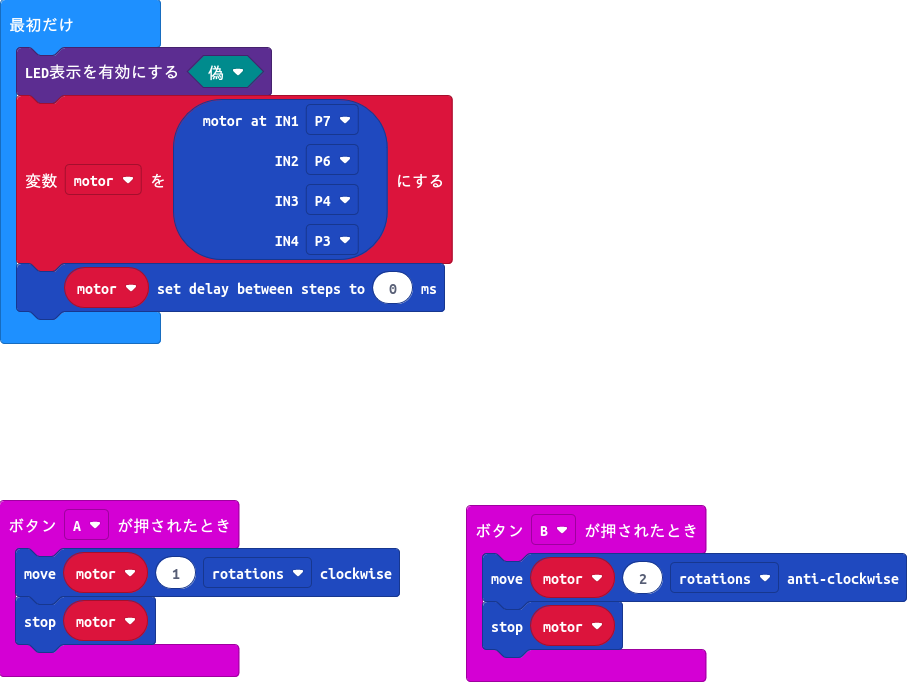 最初だけ
LED表示を有効にする 偽
motor at IN1 P7
IN2 P6
変数 motor を にする
IN3 P4
IN4 P3
motor set delay between steps to 0 ms
ボタン A が押されたとき
move motor 1 rotations clockwise
stop motor
ボタン B が押されたとき
move motor 2 rotations anti-clockwise
stop motor